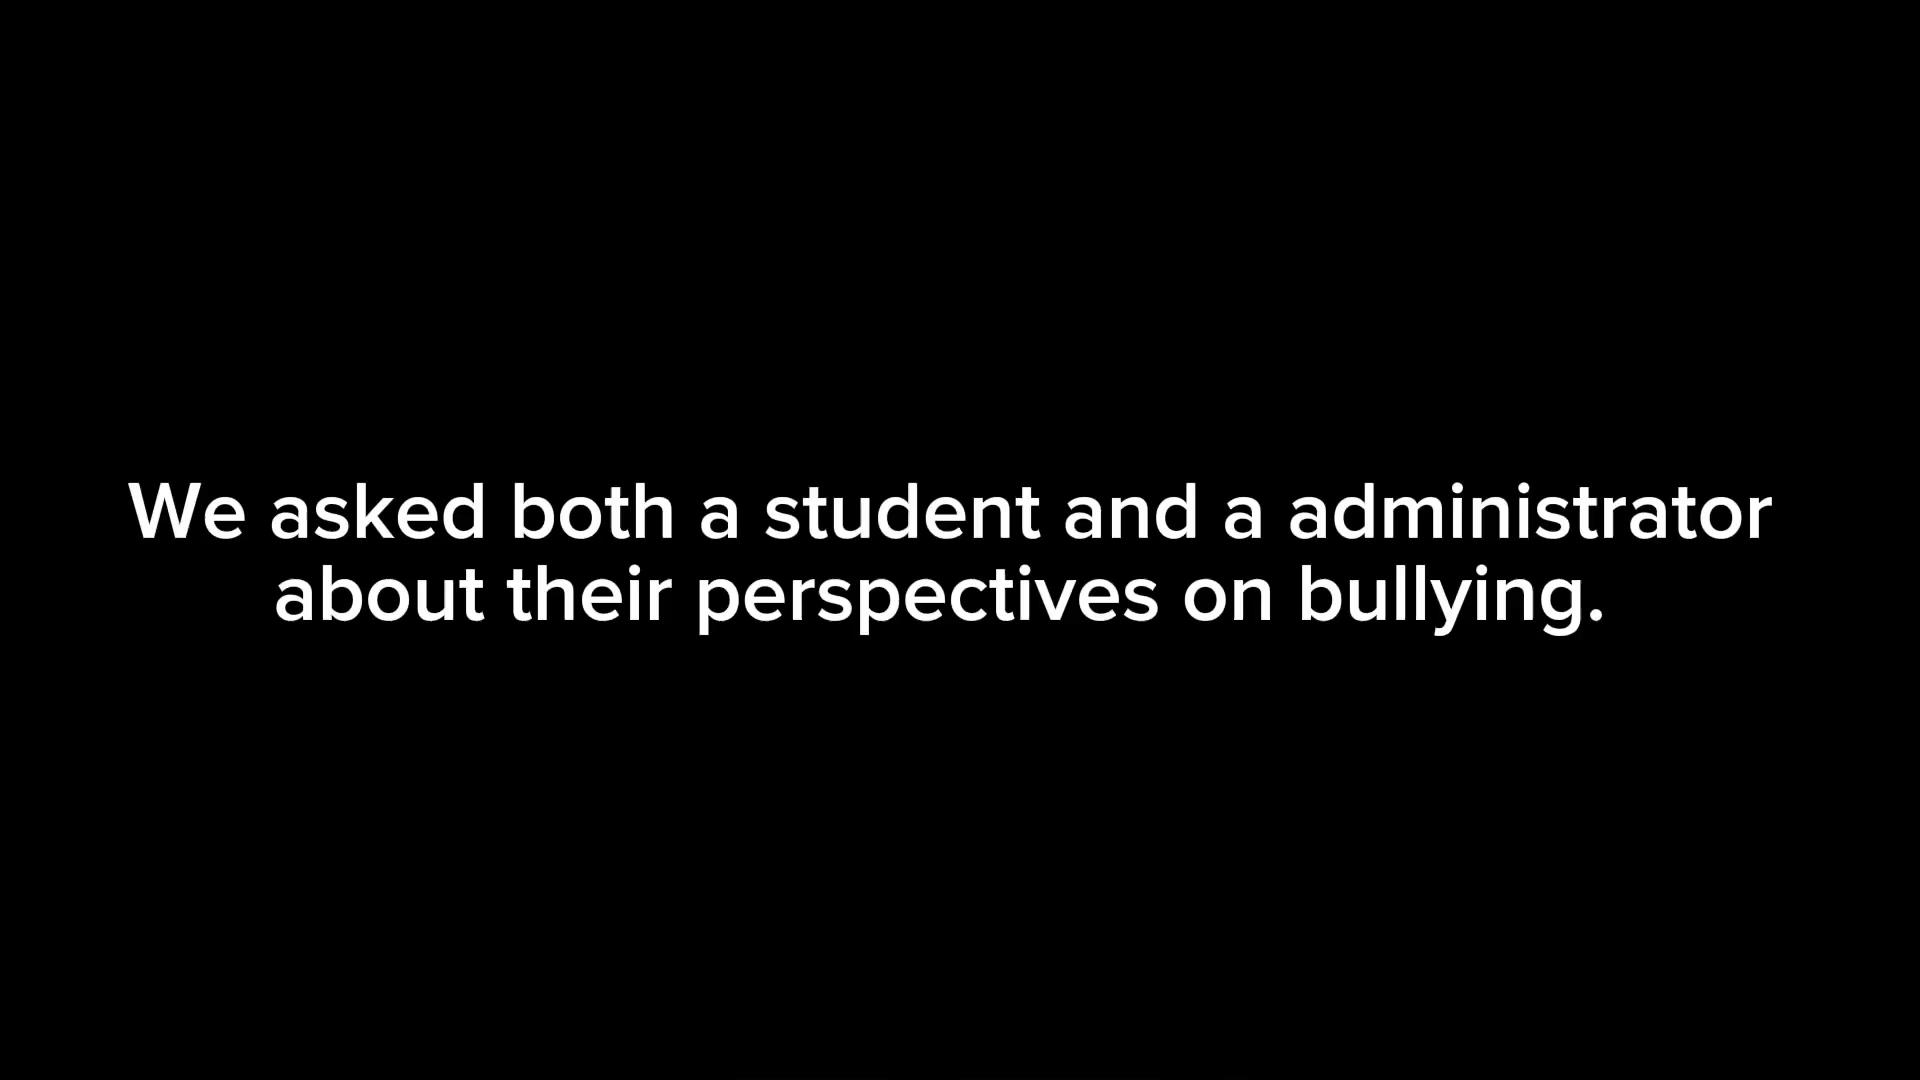 We asked both a student and a administrator
about their perspectives on bullying.